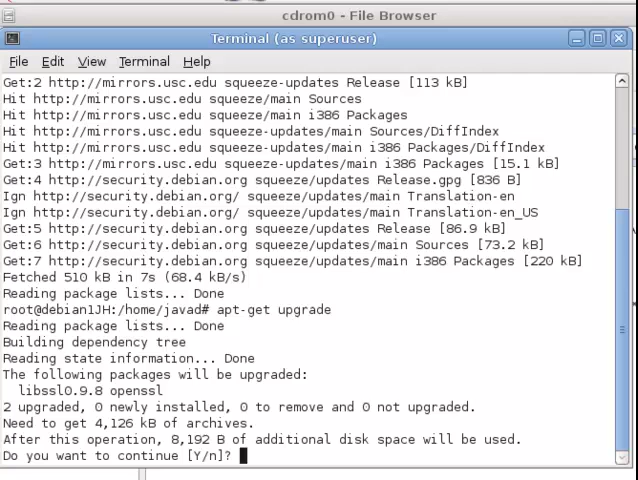 cdrom0 - File Browser
Terminal (as superuser)
File Edit View Terminal Help
Get:2 http://mirrors.usc.edu squeeze-updates Release [113 kB]
Hit http://mirrors.usc.edu squeeze/main Sources
Hit http://mirrors.usc.edu squeeze/main i386 Packages
Hit http://mirrors.usc.edu squeeze-updates/main Sources/DiffIndex
Hit http://mirrors.usc.edu squeeze-updates/main i386 Packages/DiffIndex
Get:3 http://mirrors.usc.edu squeeze-updates/main i386 Packages [15.1 kB]
Get:4 http://security.debian.org squeeze/updates Release.gpg [836 B]
Ign http://security.debian.org/ squeeze/updates/main Translation-en
Ign http://security.debian.org/ squeeze/updates/main Translation-en_US
Get:5 http://security.debian.org squeeze/updates Release [86.9 kB]
Get:6 http://security.debian.org squeeze/updates/main Sources [73.2 kB]
Get:7 http://security.debian.org squeeze/updates/main i386 Packages [220 kB]
Fetched 510 kB in 7s (68.4 kB/s)
Reading package lists... Done
root@debian1JH:/home/javad# apt-get upgrade
Reading package lists... Done
Building dependency tree
Reading state information... Done
The following packages will be upgraded:
libssl0.9.8 openssl
2 upgraded, 0 newly installed, 0 to remove and 0 not upgraded.
Need to get 4,126 kB of archives.
After this operation, 8,192 B of additional disk space will be used.
Do you want to continue [Y/n]?